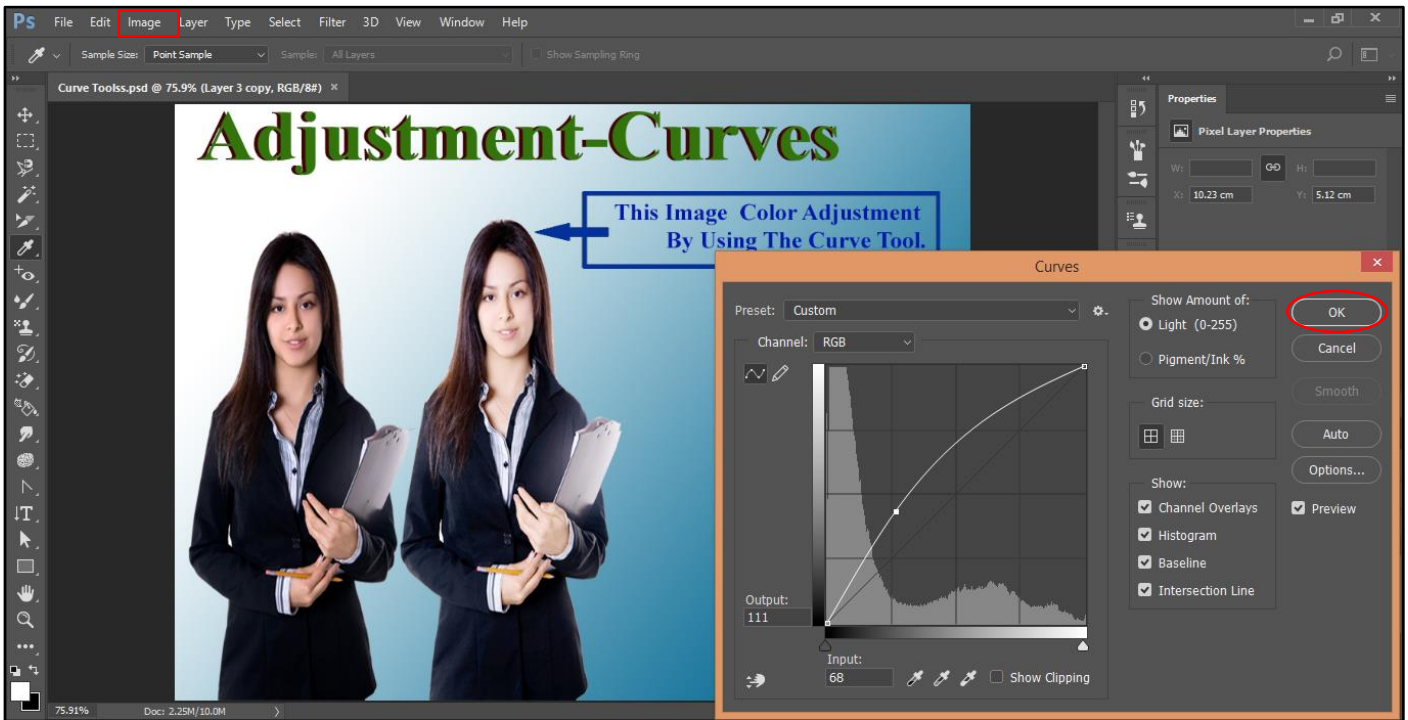 Ps File Edit Image Layer Type Select Filter 3D View Window Help
Sample Size: Point Sample Sample: All Layers Show Sampling Ring
Curve Toolss.psd @ 75.9% (Layer 3 copy, RGB/8#) ×
Adjustment-Curves
This Image Color Adjustment
By Using The Curve Tool.
Properties
Pixel Layer Properties
W: H:
X: 10.23 cm Y: 5.12 cm
Curves
Preset: Custom
Channel: RGB
Output:
111
Input:
68
Show Clipping
Show Amount of:
Light (0-255)
Pigment/Ink %
Grid size:
Show:
Channel Overlays
Histogram
Baseline
Intersection Line
OK
Cancel
Smooth
Auto
Options...
Preview
75.91% Doc: 2.25M/10.0M